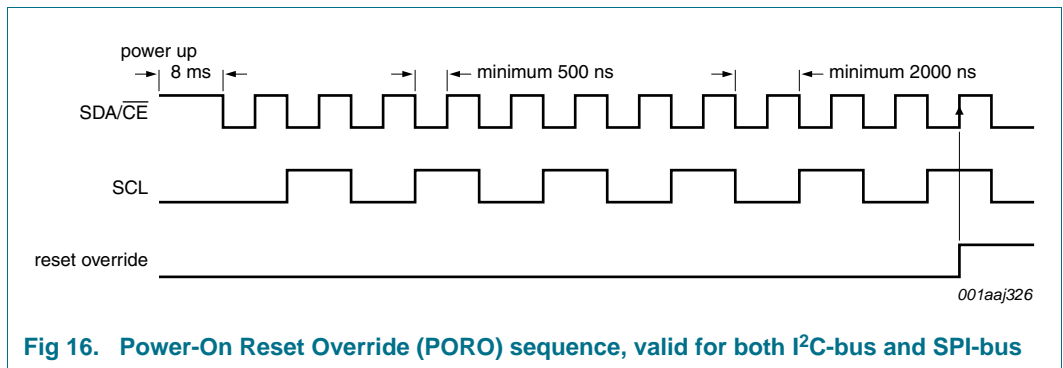 power up
8 ms
minimum 500 ns
minimum 2000 ns
SDA/C̅E̅
SCL
reset override
001aaj326
Fig 16. Power-On Reset Override (PORO) sequence, valid for both I²C-bus and SPI-bus